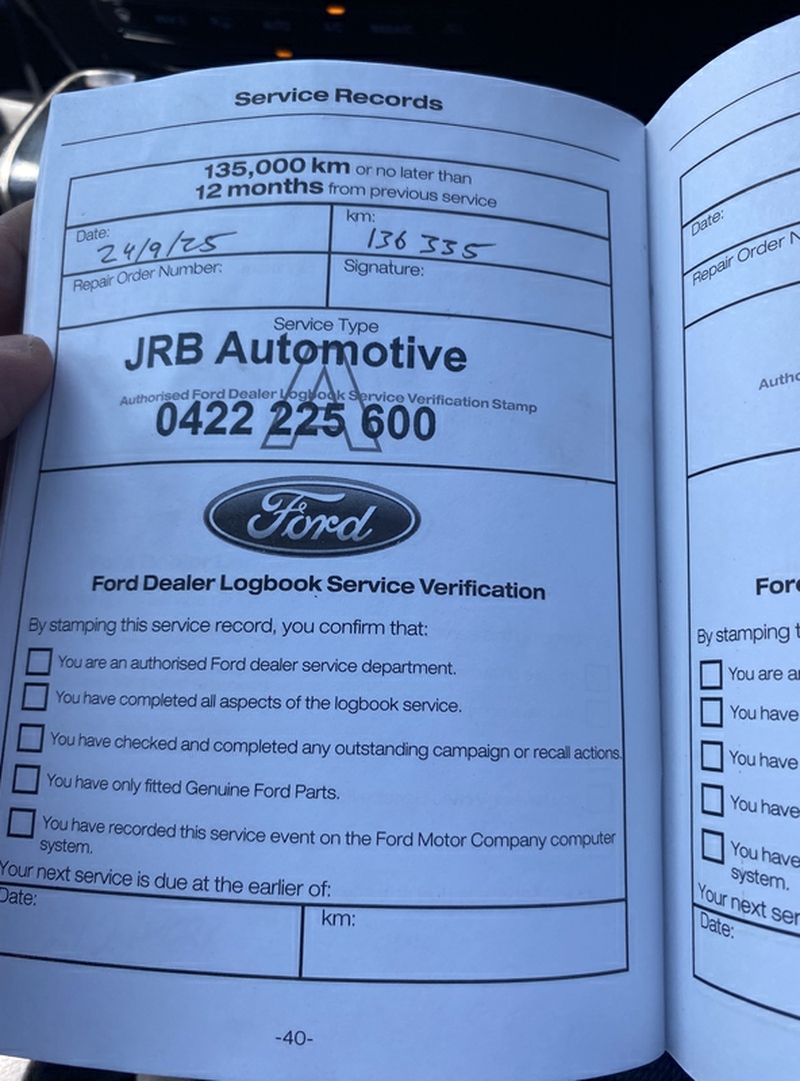 Service Records
135,000 km or no later than
12 months from previous service
Date:
24/9/25
km:
136 335
Repair Order Number:
Signature:
Service Type
JRB Automotive
Authorised Ford Dealer Logbook Service Verification Stamp
0422 225 600
Ford
Ford Dealer Logbook Service Verification
By stamping this service record, you confirm that:
You are an authorised Ford dealer service department.
You have completed all aspects of the logbook service.
You have checked and completed any outstanding campaign or recall actions.
You have only fitted Genuine Ford Parts.
You have recorded this service event on the Ford Motor Company computer
system.
Your next service is due at the earlier of:
Date:
km:
-40-
Date:
Repair Order
By stamping
You are
You have
You have
You have
You have
system.
Your next
Date: